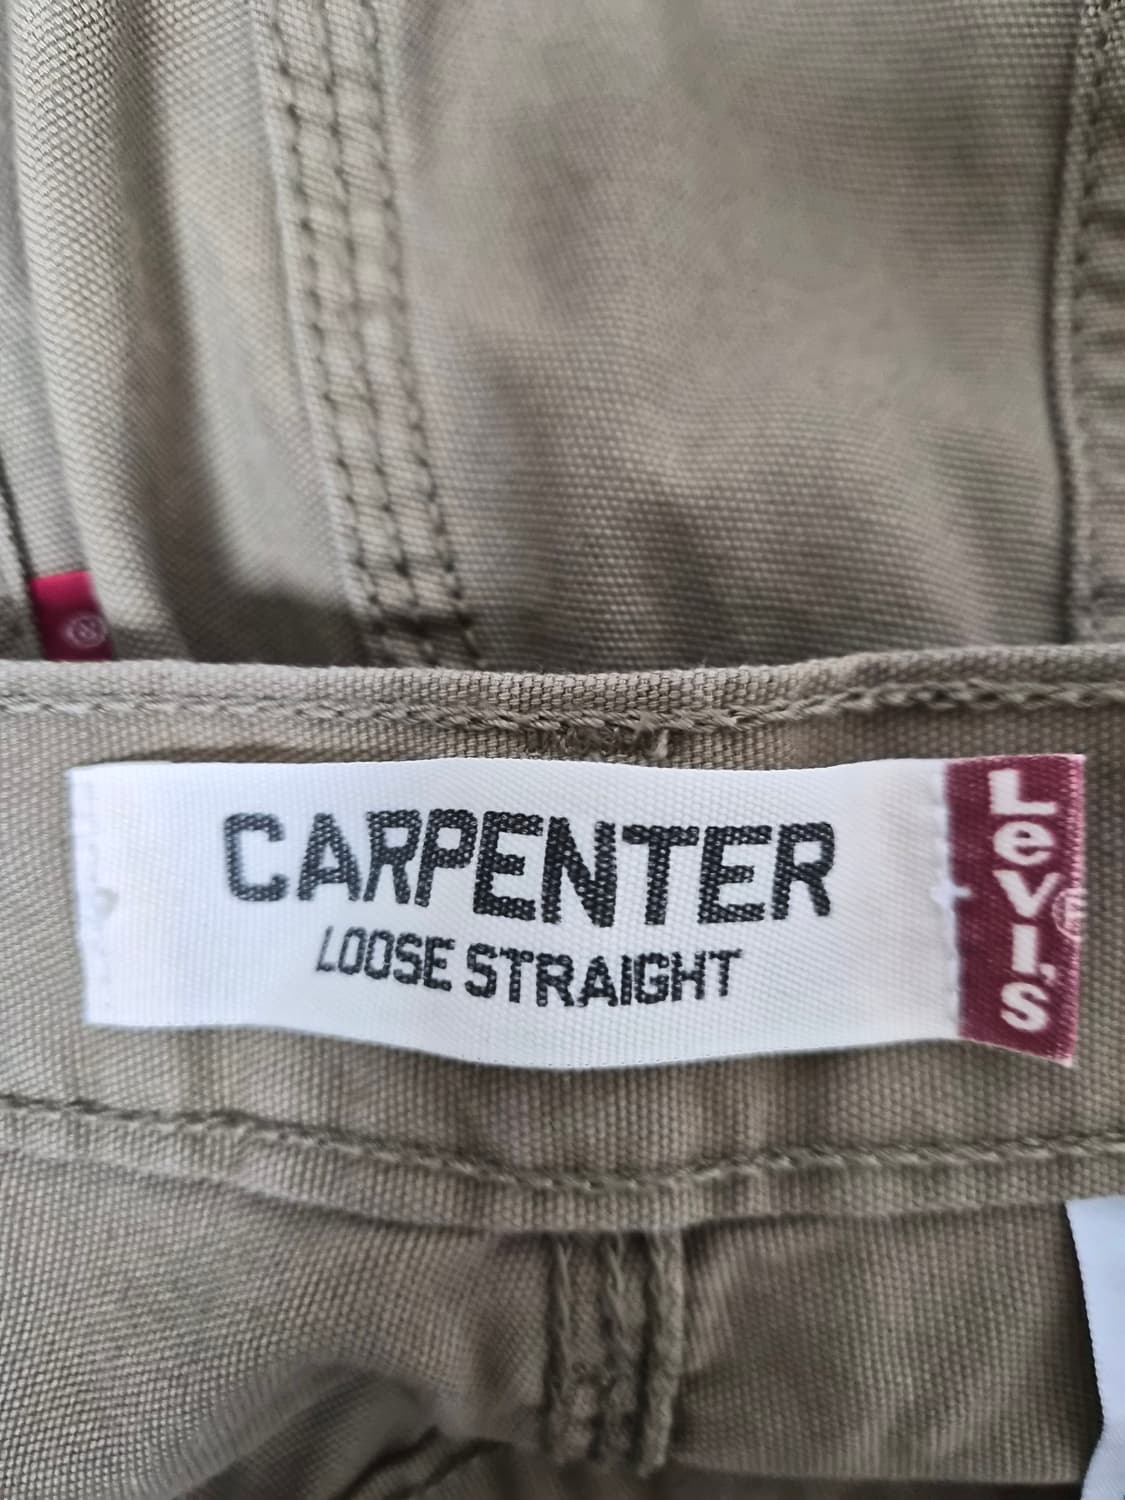 ®
CARPENTER
LOOSE STRAIGHT
LeVI'S
®